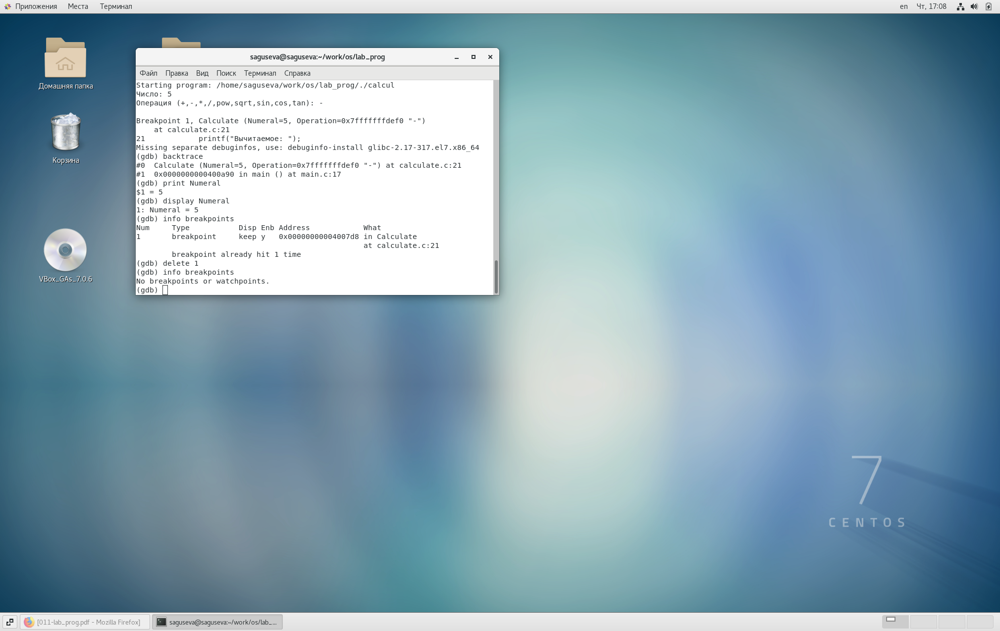 Приложения Места Терминал en Чт, 17:08
Домашняя папка
Корзина
VBox_GAs_7.0.6
saguseva@saguseva:~/work/os/lab_prog
Файл Правка Вид Поиск Терминал Справка
Starting program: /home/saguseva/work/os/lab_prog/./calcul
Число: 5
Операция (+,-,*,/,pow,sqrt,sin,cos,tan): -
Breakpoint 1, Calculate (Numeral=5, Operation=0x7fffffffdef0 "-")
    at calculate.c:21
21            printf("Вычитаемое: ");
Missing separate debuginfos, use: debuginfo-install glibc-2.17-317.el7.x86_64
(gdb) backtrace
#0  Calculate (Numeral=5, Operation=0x7fffffffdef0 "-") at calculate.c:21
#1  0x0000000000400a90 in main () at main.c:17
(gdb) print Numeral
$1 = 5
(gdb) display Numeral
1: Numeral = 5
(gdb) info breakpoints
Num     Type           Disp Enb Address            What
1       breakpoint     keep y   0x00000000004007d8 in Calculate
                                                   at calculate.c:21
        breakpoint already hit 1 time
(gdb) delete 1
(gdb) info breakpoints
No breakpoints or watchpoints.
(gdb)
7
CENTOS
[011-lab_prog.pdf - Mozilla Firefox] saguseva@saguseva:~/work/os/lab_...